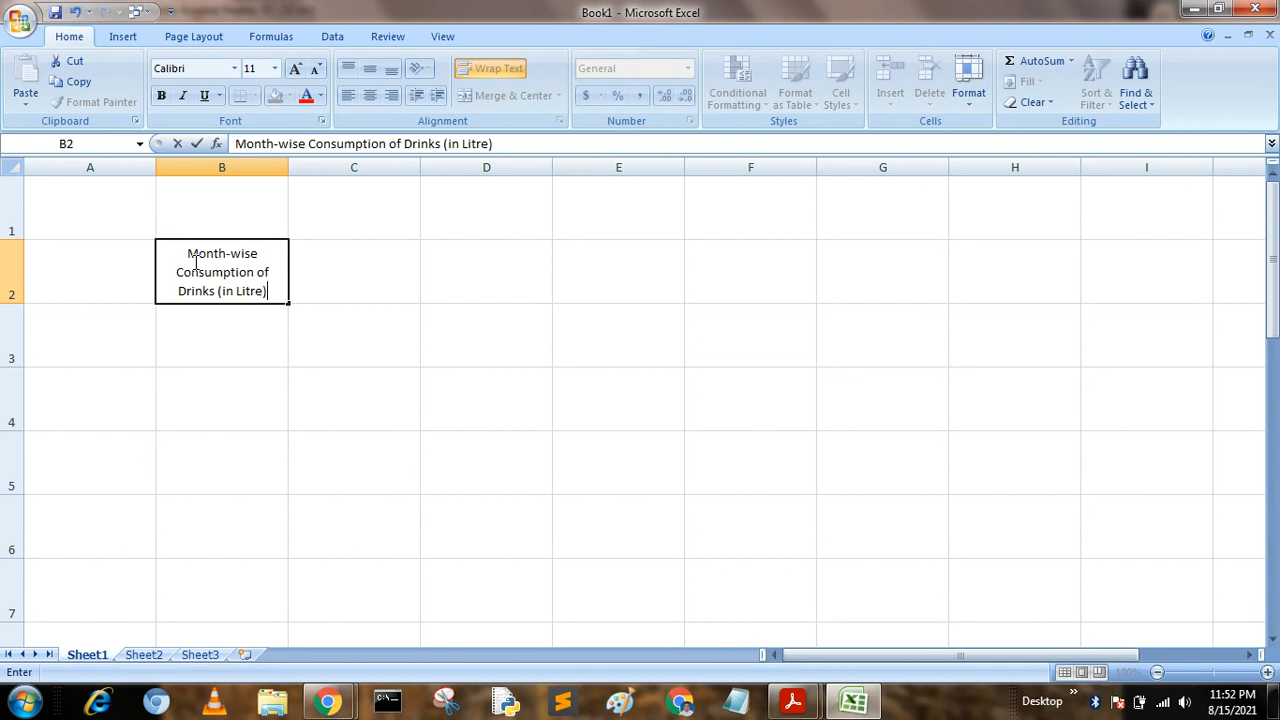 Book1 - Microsoft Excel
Home Insert Page Layout Formulas Data Review View
Cut
Copy
Format Painter
Paste
Clipboard
Calibri 11
B I U
Font
Wrap Text
Merge & Center
Alignment
General
$ % ,
Number
Conditional Formatting
Format as Table
Cell Styles
Styles
Insert Delete Format
Cells
AutoSum
Fill
Clear
Sort & Filter
Find & Select
Editing
B2 Month-wise Consumption of Drinks (in Litre)
A B C D E F G H I
1
2
3
4
5
6
7
Month-wise
Consumption of
Drinks (in Litre)
Sheet1 Sheet2 Sheet3
Enter 100%
Desktop 11:52 PM
8/15/2021